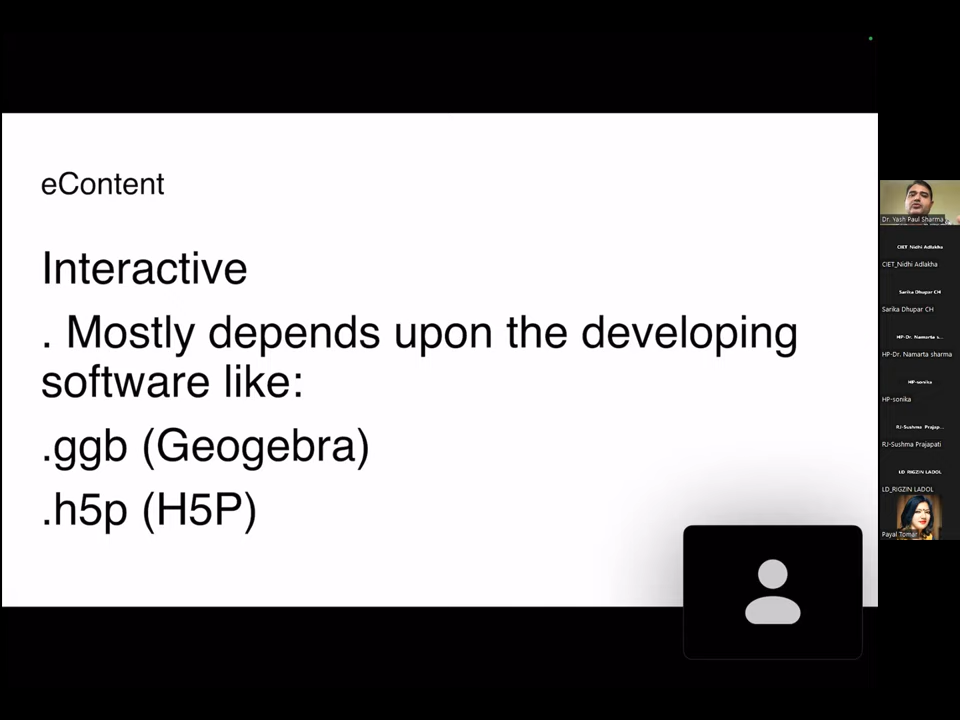 eContent
Interactive
. Mostly depends upon the developing
software like:
.ggb (Geogebra)
.h5p (H5P)
Dr. Yash Paul Sharma
CIET_Nidhi Adlakha
CIET_Nidhi Adlakha
Sarika Dhupar CH
Sarika Dhupar CH
HP-Dr. Namarta s...
HP-Dr. Namarta sharma
HP-sonika
HP-sonika
RJ-Sushma Prajap...
RJ-Sushma Prajapati
LD_RIGZIN LADOL
LD_RIGZIN LADOL
Payal Tomar